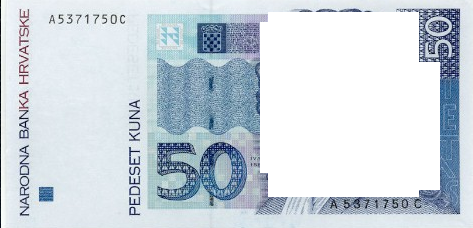 NARODNA BANKA HRVATSKE
A5371750C
PEDESET KUNA
50
50
A5371750C